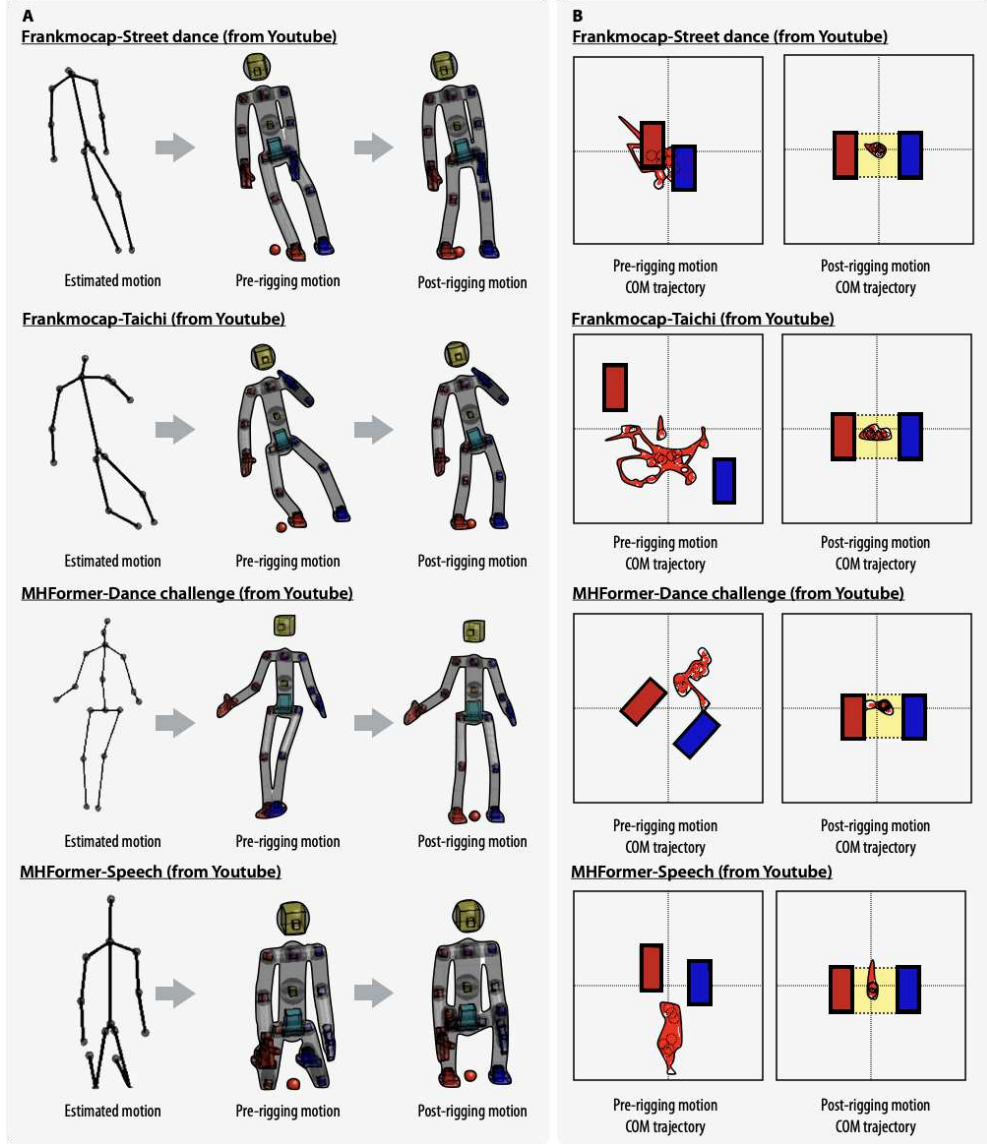 A
Frankmocap-Street dance (from Youtube)
Estimated motion
Pre-rigging motion
Post-rigging motion
Frankmocap-Taichi (from Youtube)
Estimated motion
Pre-rigging motion
Post-rigging motion
MHFormer-Dance challenge (from Youtube)
Estimated motion
Pre-rigging motion
Post-rigging motion
MHFormer-Speech (from Youtube)
Estimated motion
Pre-rigging motion
Post-rigging motion
B
Frankmocap-Street dance (from Youtube)
Pre-rigging motion
COM trajectory
Post-rigging motion
COM trajectory
Frankmocap-Taichi (from Youtube)
Pre-rigging motion
COM trajectory
Post-rigging motion
COM trajectory
MHFormer-Dance challenge (from Youtube)
Pre-rigging motion
COM trajectory
Post-rigging motion
COM trajectory
MHFormer-Speech (from Youtube)
Pre-rigging motion
COM trajectory
Post-rigging motion
COM trajectory